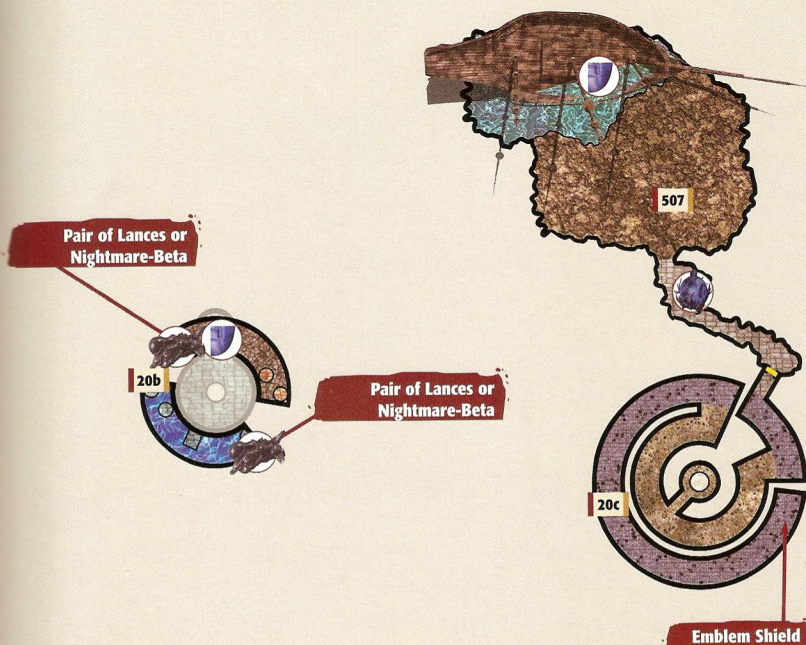 507
Pair of Lances or
Nightmare-Beta
20b
Pair of Lances or
Nightmare-Beta
20c
Emblem Shield